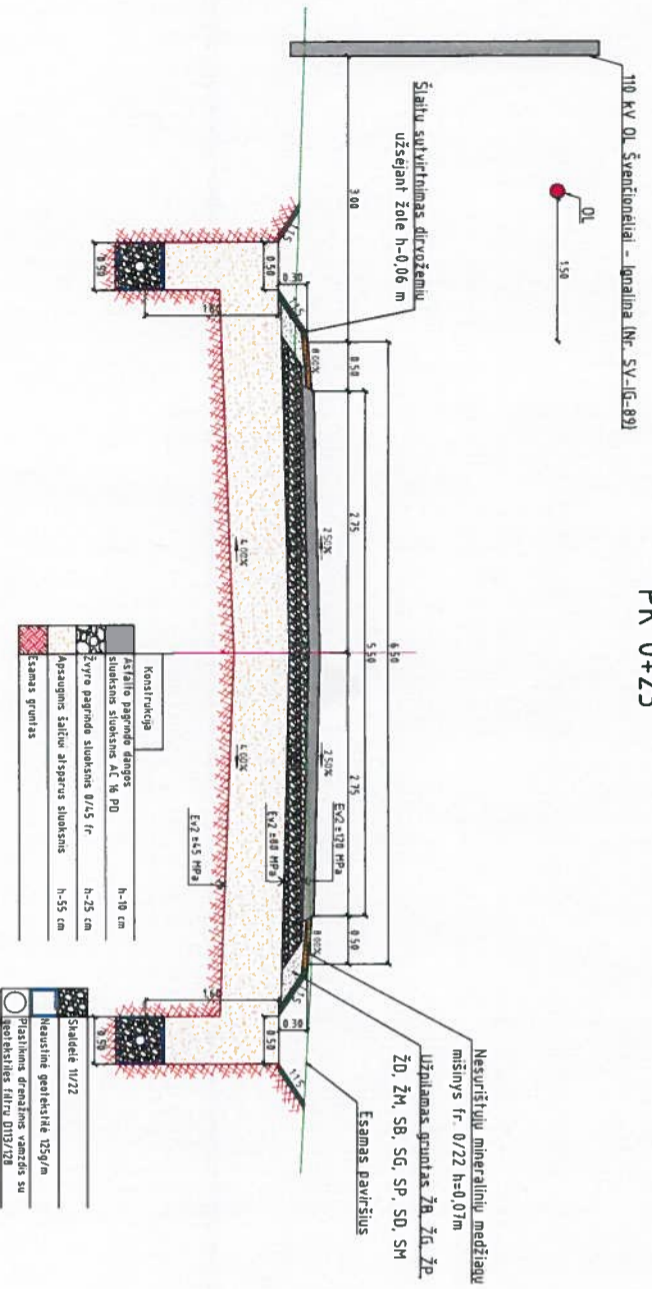 PK 0+25
110 kV OL Švenčionėliai - Ignalina (Nr. SV-IG-89)
OL
1.50
3.00
Šlaitų sutvirtinimas dirvožemiu
užsėjant žole h-0,06 m
6.50
5.50
0.50
2.75
2.75
0.50
8.00%
2.50%
2.50%
8.00%
4.00%
4.00%
Ev2 ≥120 MPa
Ev2 ≥80 MPa
Ev2 ≥45 MPa
0.50
0.30
1:1.5
0.50
0.50
0.30
1:1.5
0.50
Nesurištųjų mineralinių medžiagų
mišinys fr. 0/22 h=0,07m
Užpilamas gruntas ŽB, ŽG, ŽP,
ŽD, ŽM, SB, SG, SP, SD, SM
Esamas paviršius
Konstrukcija
Asfalto pagrindo dangos
sluoksnis sluoksnis AC 16 PD h-10 cm
Žvyro pagrindo sluoksnis 0/45 fr h-25 cm
Apsauginis šalčiui atsparus sluoksnis h-55 cm
Esamas gruntas
Skaldelė 11/22
Neaustinė geotekstilė 125g/m
Plastikinis drenažinis vamzdis su
geotekstilės filtru D113/128